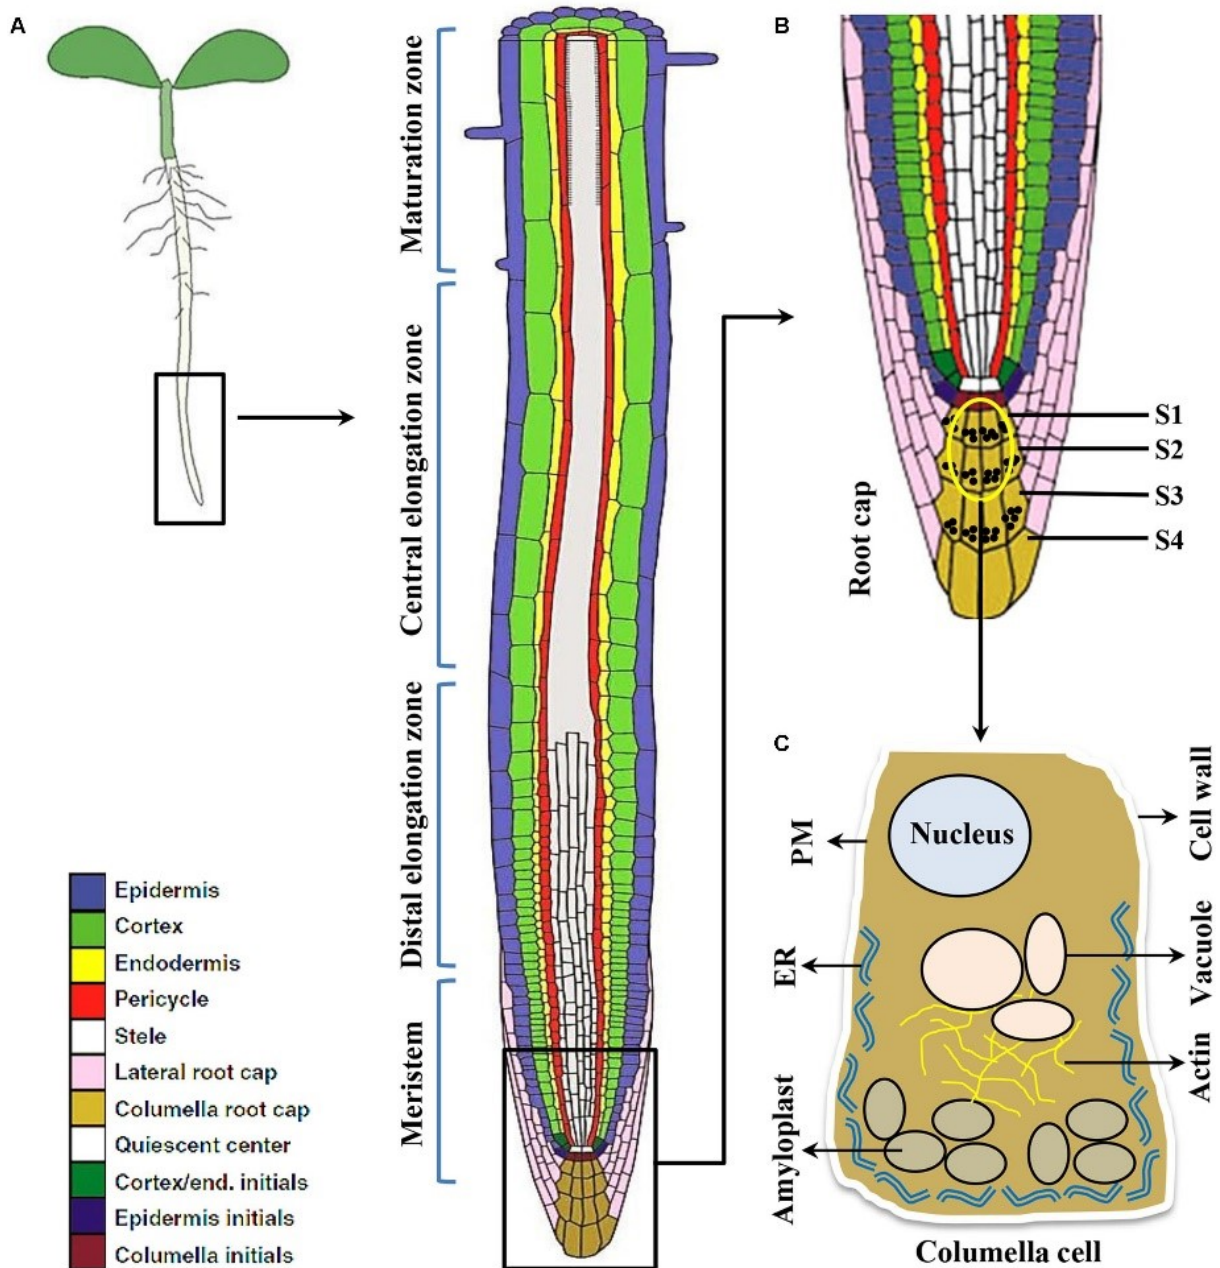 A
Maturation zone
Central elongation zone
Distal elongation zone
Meristem
Epidermis
Cortex
Endodermis
Pericycle
Stele
Lateral root cap
Columella root cap
Quiescent center
Cortex/end. initials
Epidermis initials
Columella initials
B
S1
S2
S3
S4
Root cap
C
Nucleus
PM
Cell wall
ER
Vacuole
Actin
Amyloplast
Columella cell